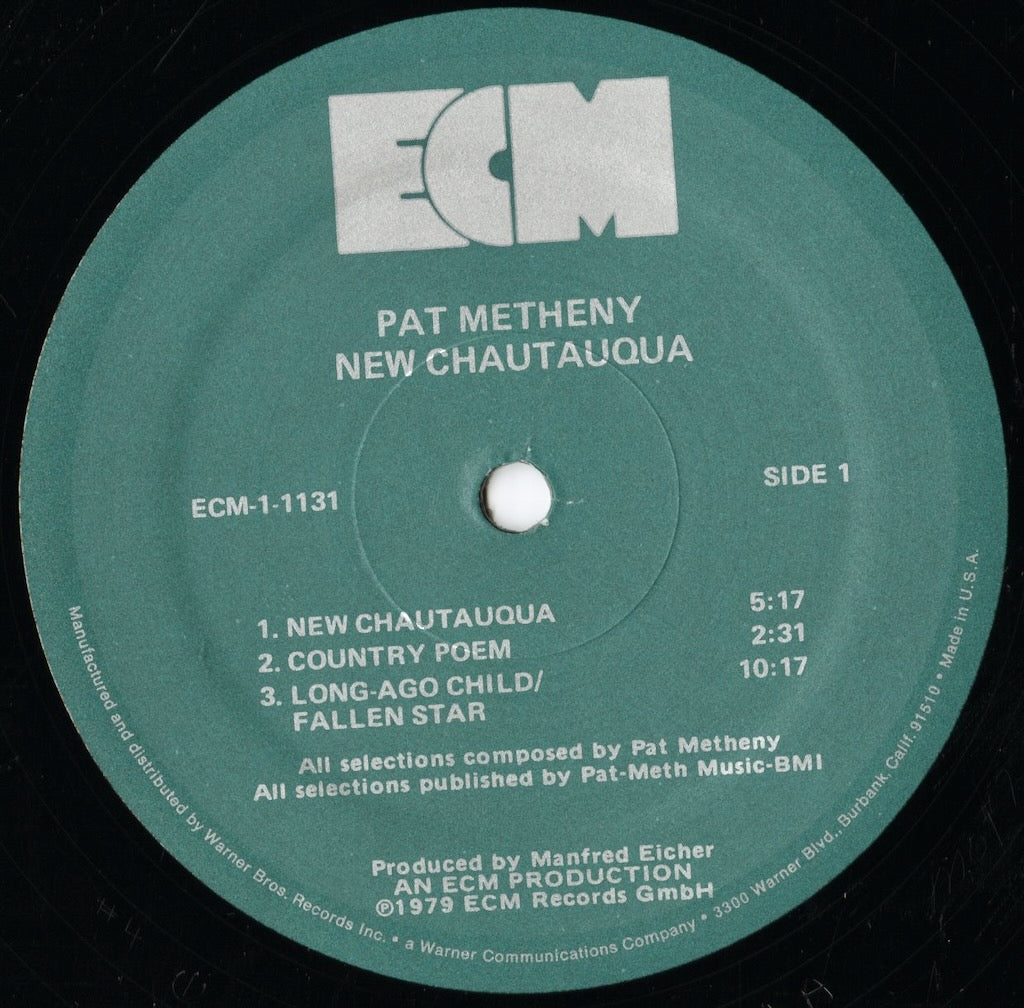 ECM
PAT METHENY
NEW CHAUTAUQUA
ECM-1-1131
SIDE 1
1. NEW CHAUTAUQUA 5:17
2. COUNTRY POEM 2:31
3. LONG-AGO CHILD/ 10:17
FALLEN STAR
All selections composed by Pat Metheny
All selections published by Pat-Meth Music-BMI
Produced by Manfred Eicher
AN ECM PRODUCTION
℗1979 ECM Records GmbH
Manufactured and distributed by Warner Bros. Records Inc. • a Warner Communications Company • 3300 Warner Blvd., Burbank, Calif. 91510 • Made in U.S.A.